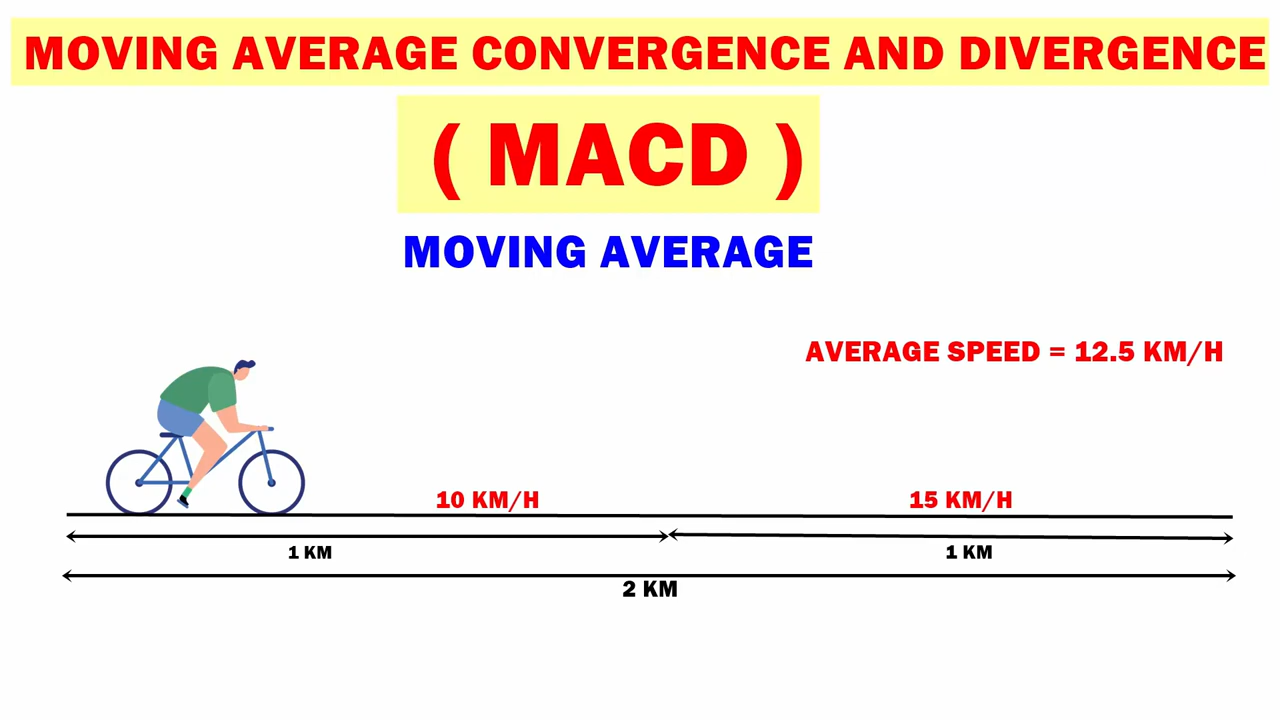 MOVING AVERAGE CONVERGENCE AND DIVERGENCE
( MACD )
MOVING AVERAGE
AVERAGE SPEED = 12.5 KM/H
10 KM/H
15 KM/H
1 KM
1 KM
2 KM